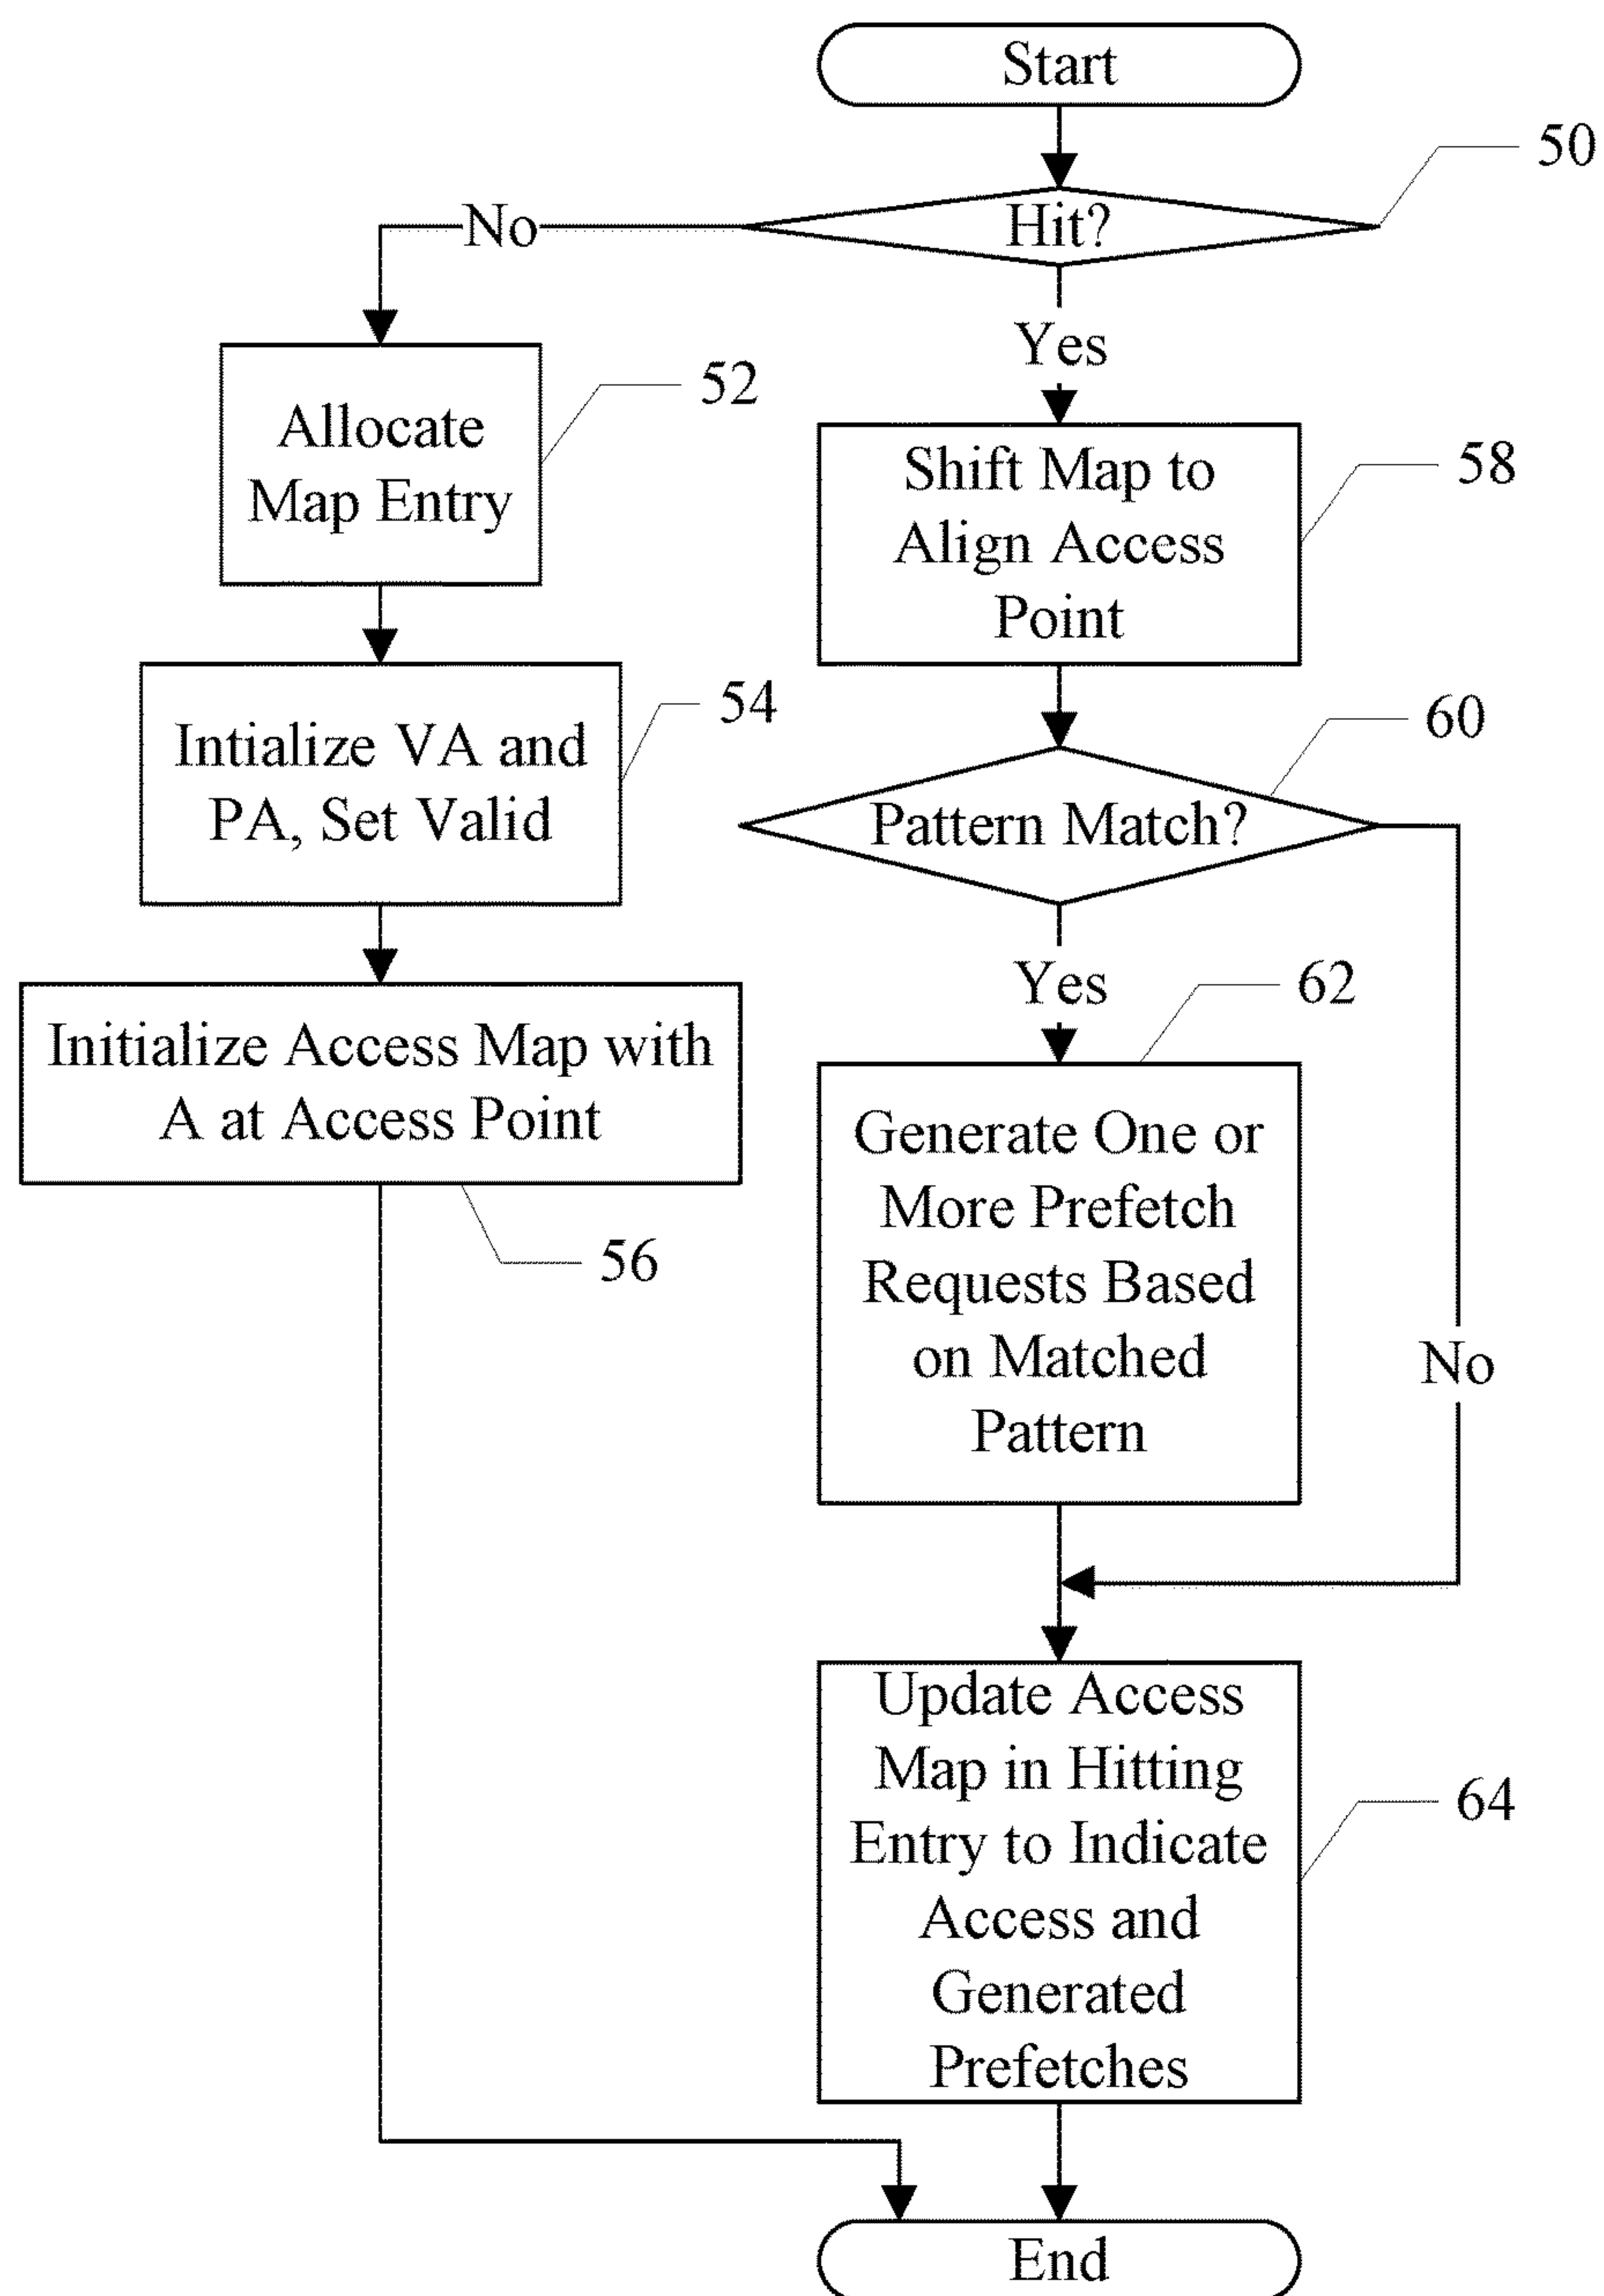 Start
50
Hit?
No
Yes
Allocate
Map Entry
52
Shift Map to
Align Access
Point
58
Intialize VA and
PA, Set Valid
54
Pattern Match?
60
Yes
62
Initialize Access Map with
A at Access Point
56
Generate One or
More Prefetch
Requests Based
on Matched
Pattern
No
Update Access
Map in Hitting
Entry to Indicate
Access and
Generated
Prefetches
64
End